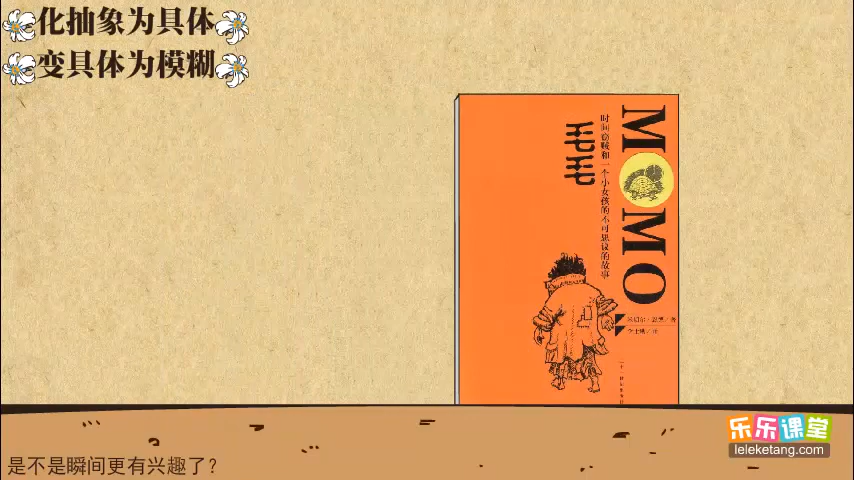 化抽象为具体
变具体为模糊
MOMO
毛毛
时间窃贼和一个小女孩的不可思议的故事
是不是瞬间更有兴趣了?
乐乐课堂
leleketang.com